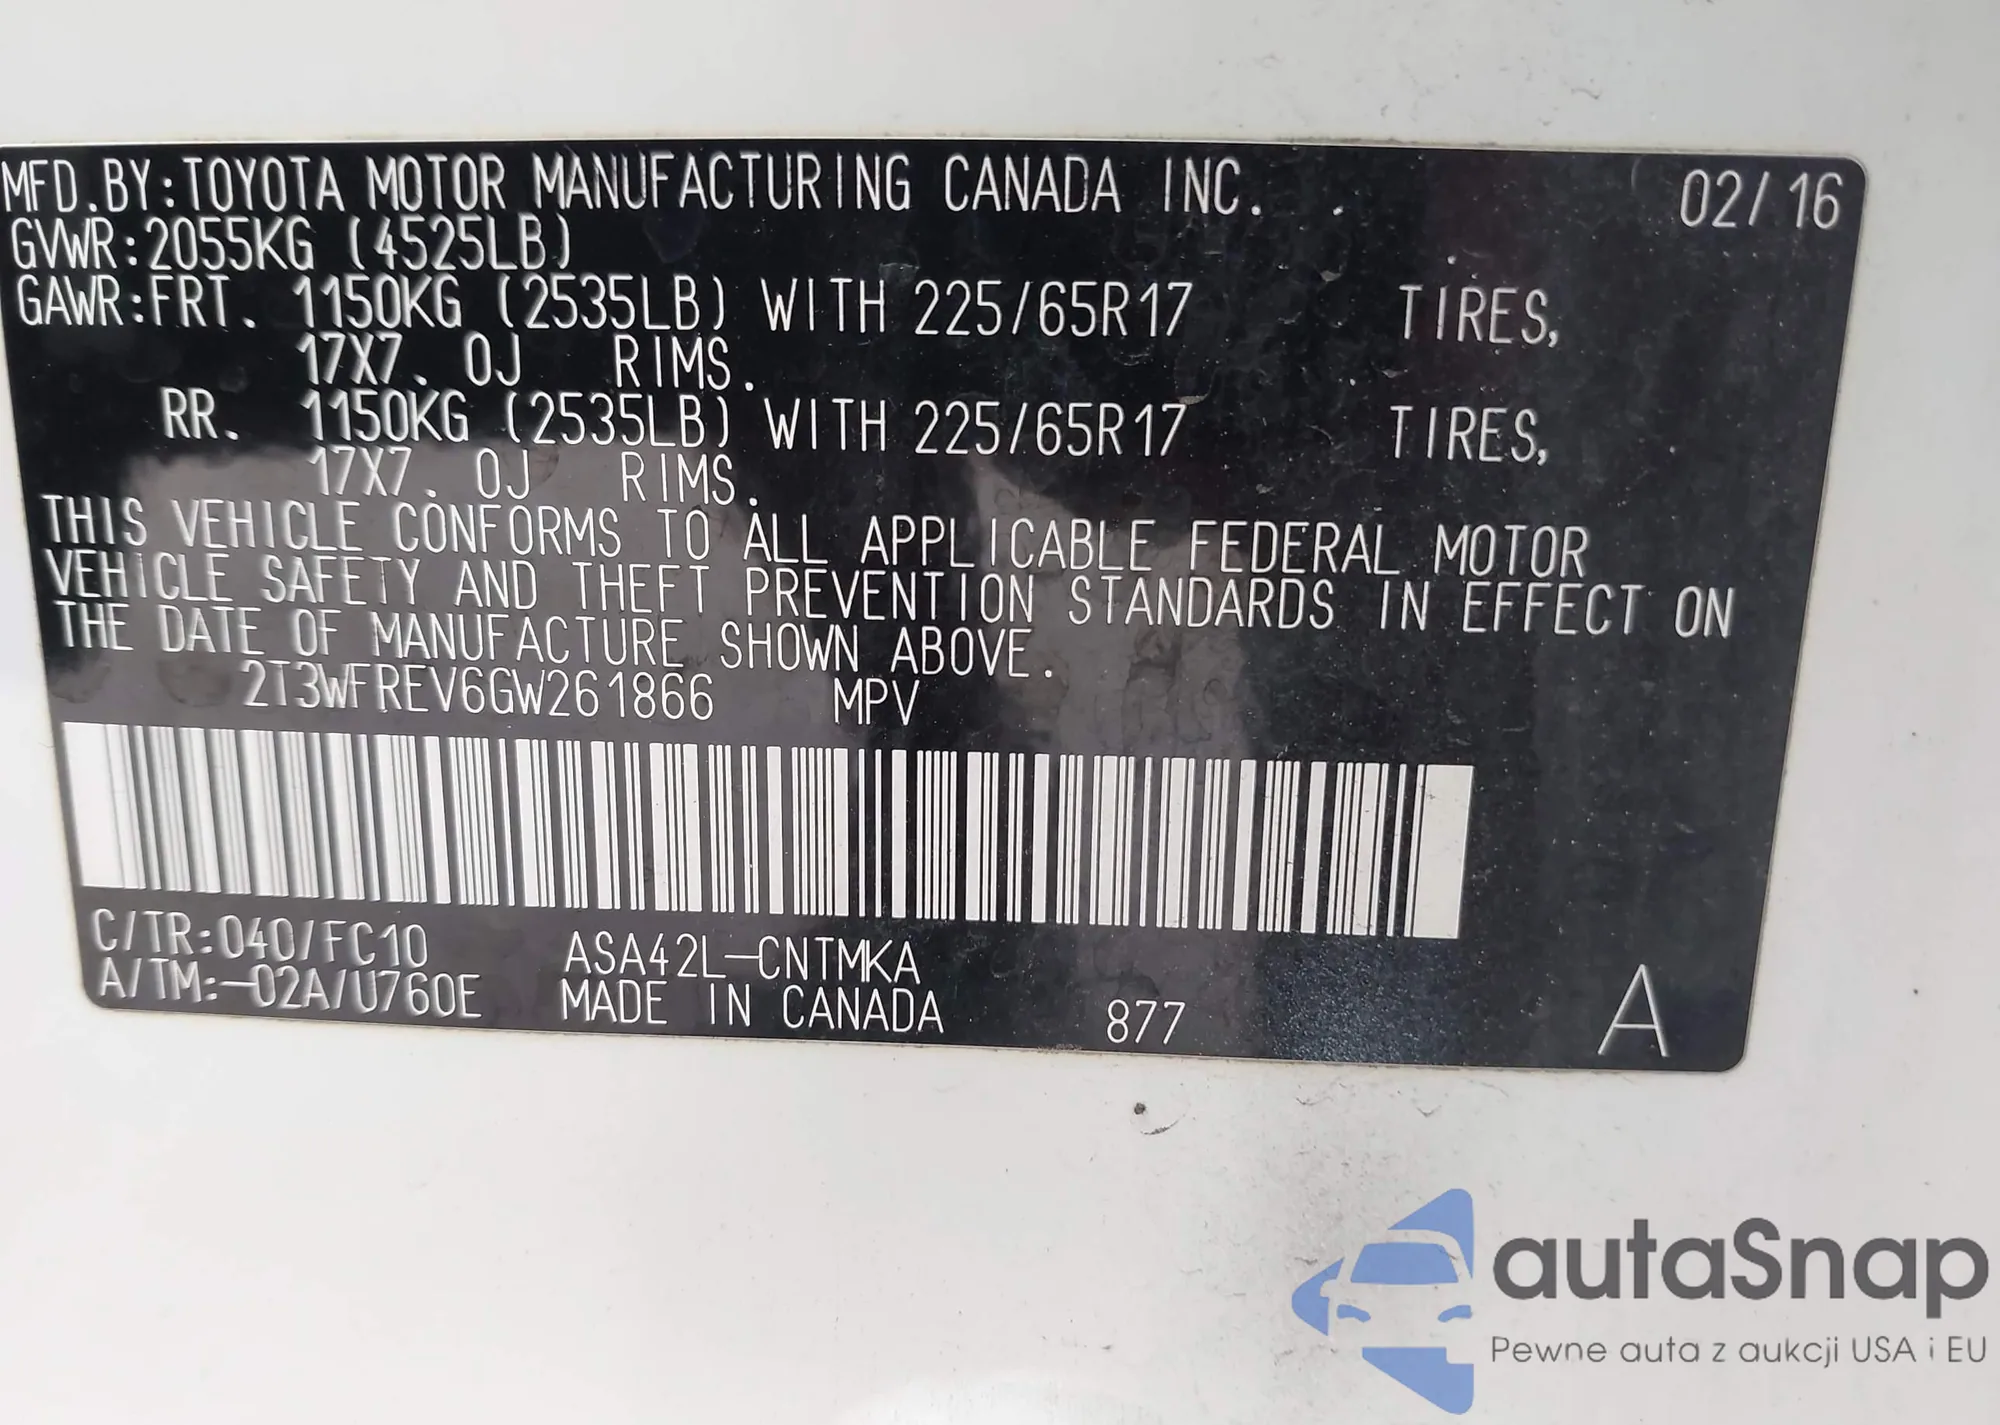 MFD.BY:TOYOTA MOTOR MANUFACTURING CANADA INC. 02/16
GVWR:2055KG (4525LB)
GAWR:FRT. 1150KG (2535LB) WITH 225/65R17 TIRES,
17X7.0J RIMS.
RR. 1150KG (2535LB) WITH 225/65R17 TIRES,
17X7.0J RIMS.
THIS VEHICLE CONFORMS TO ALL APPLICABLE FEDERAL MOTOR
VEHICLE SAFETY AND THEFT PREVENTION STANDARDS IN EFFECT ON
THE DATE OF MANUFACTURE SHOWN ABOVE.
2T3WFREV6GW261866 MPV
C/TR:040/FC10 ASA42L-CNTMKA
A/TM:-02A/U760E MADE IN CANADA 877 A
autaSnap
Pewne auta z aukcji USA i EU